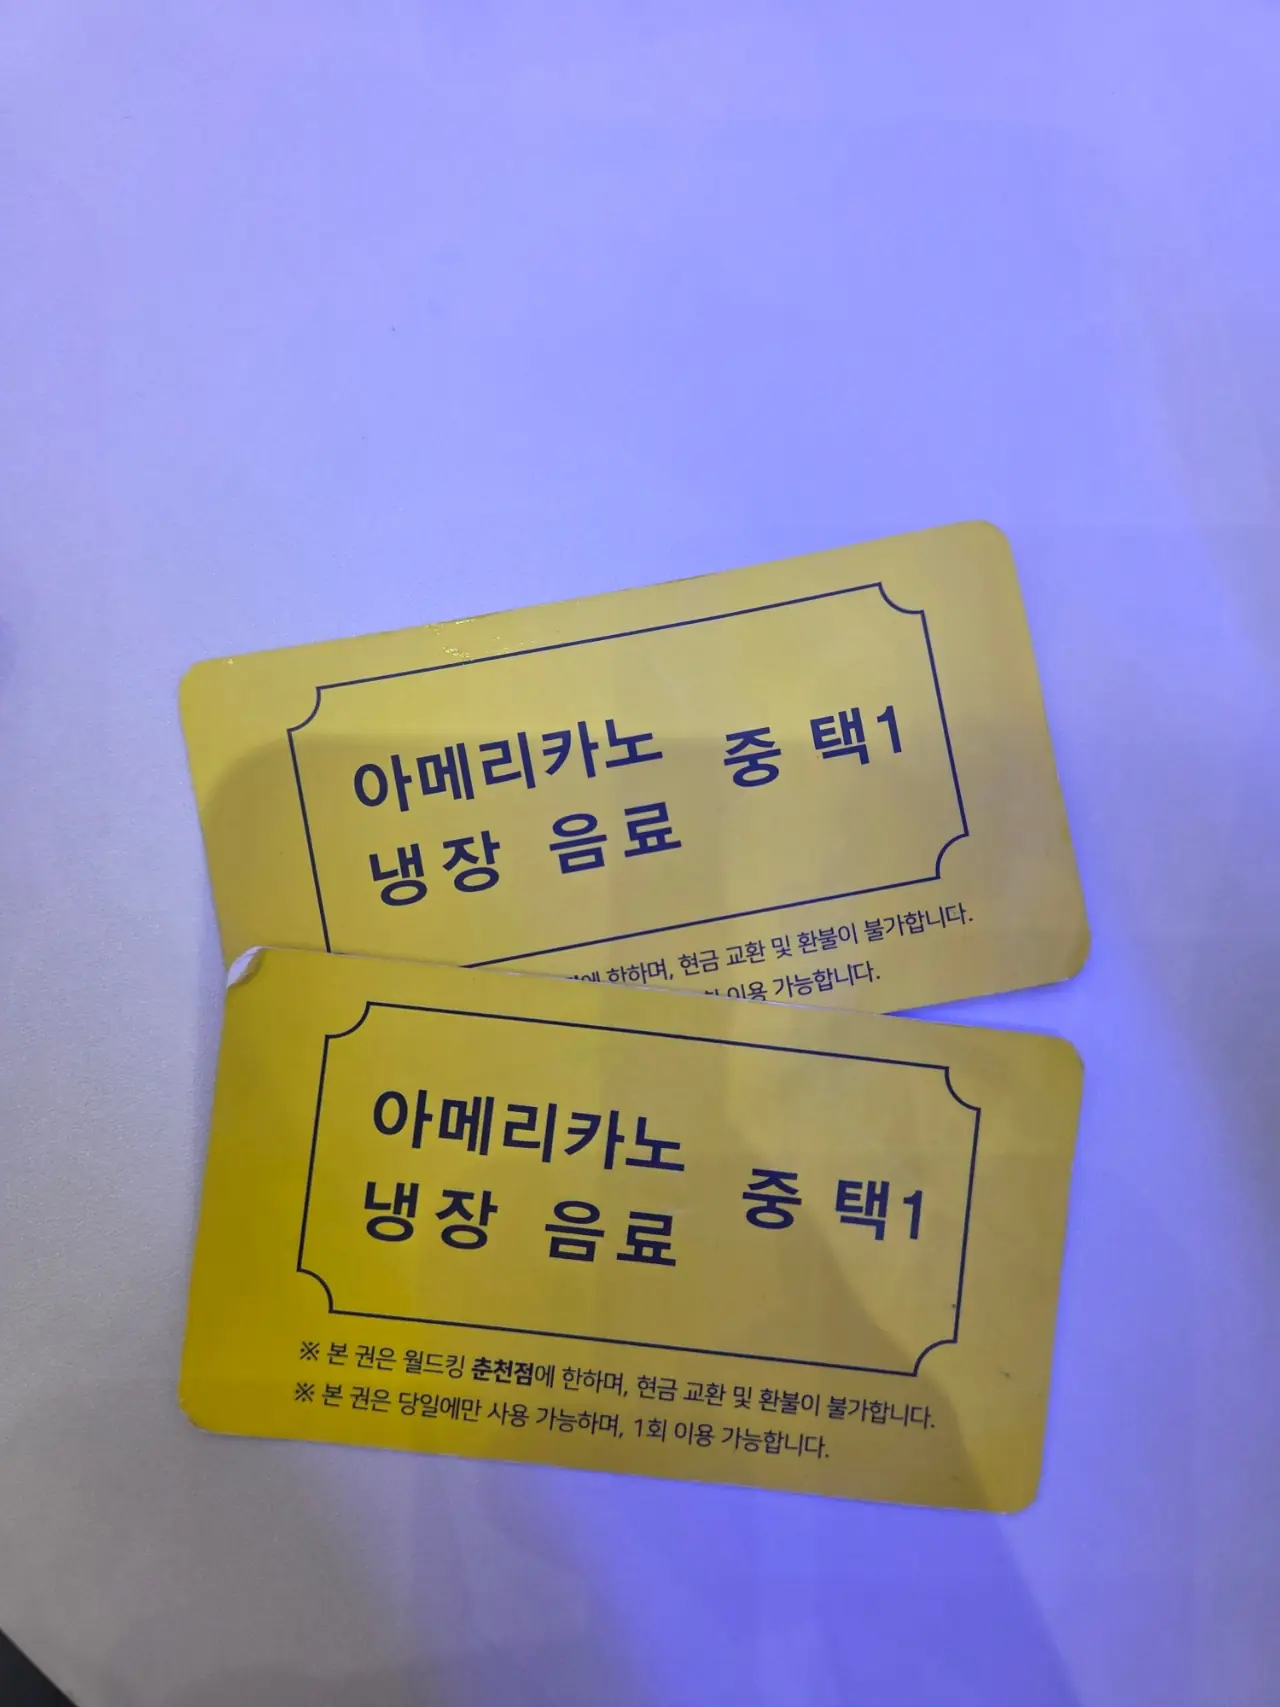 아메리카노 중 택1
냉장 음료
한하며, 현금 교환 및 환불이 불가합니다.
이용 가능합니다.
아메리카노 중 택1
냉장 음료
※ 본 권은 월드킹 춘천점에 한하며, 현금 교환 및 환불이 불가합니다.
※ 본 권은 당일에만 사용 가능하며, 1회 이용 가능합니다.